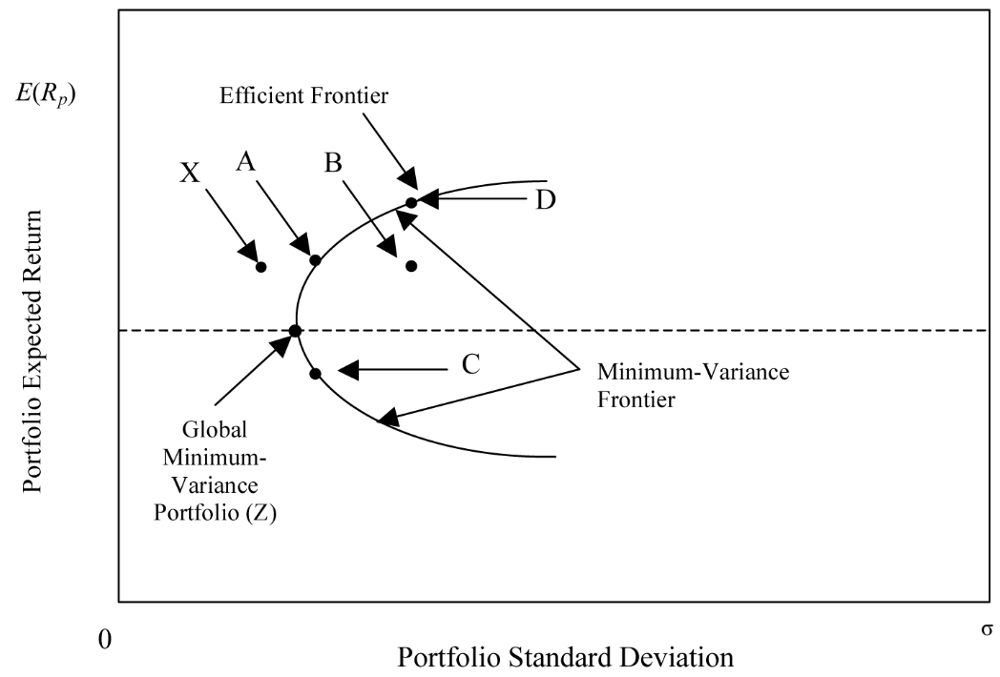 E(Rp)
Efficient Frontier
X
A
B
D
Portfolio Expected Return
C
Minimum-Variance
Frontier
Global
Minimum-
Variance
Portfolio (Z)
0
σ
Portfolio Standard Deviation